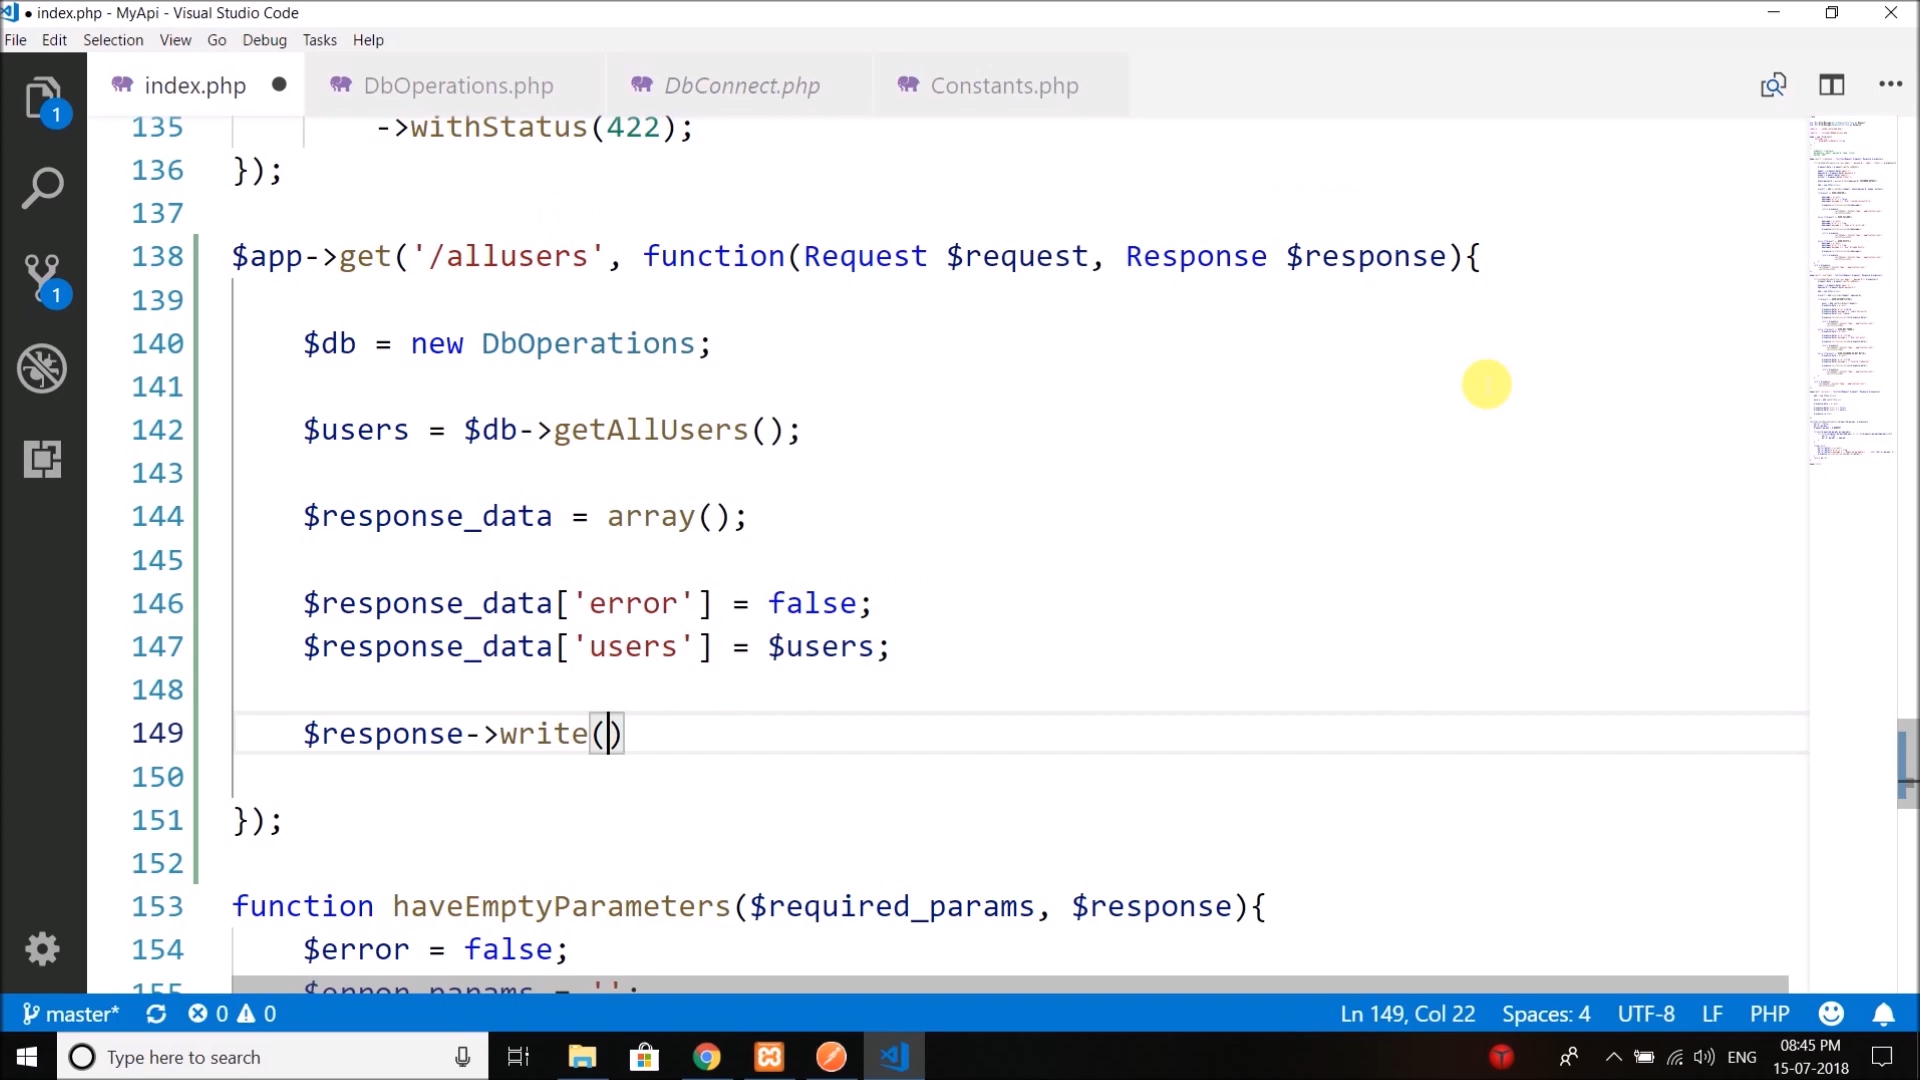 index.php - MyApi - Visual Studio Code
File Edit Selection View Go Debug Tasks Help
index.php DbOperations.php DbConnect.php Constants.php
135 ->withStatus(422);
136 });
137
138 $app->get('/allusers', function(Request $request, Response $response){
139
140 $db = new DbOperations;
141
142 $users = $db->getAllUsers();
143
144 $response_data = array();
145
146 $response_data['error'] = false;
147 $response_data['users'] = $users;
148
149 $response->write()
150
151 });
152
153 function haveEmptyParameters($required_params, $response){
154 $error = false;
155 $error_params = '';
1
1
master* 0 0 Ln 149, Col 22 Spaces: 4 UTF-8 LF PHP
Type here to search ENG 08:45 PM
15-07-2018